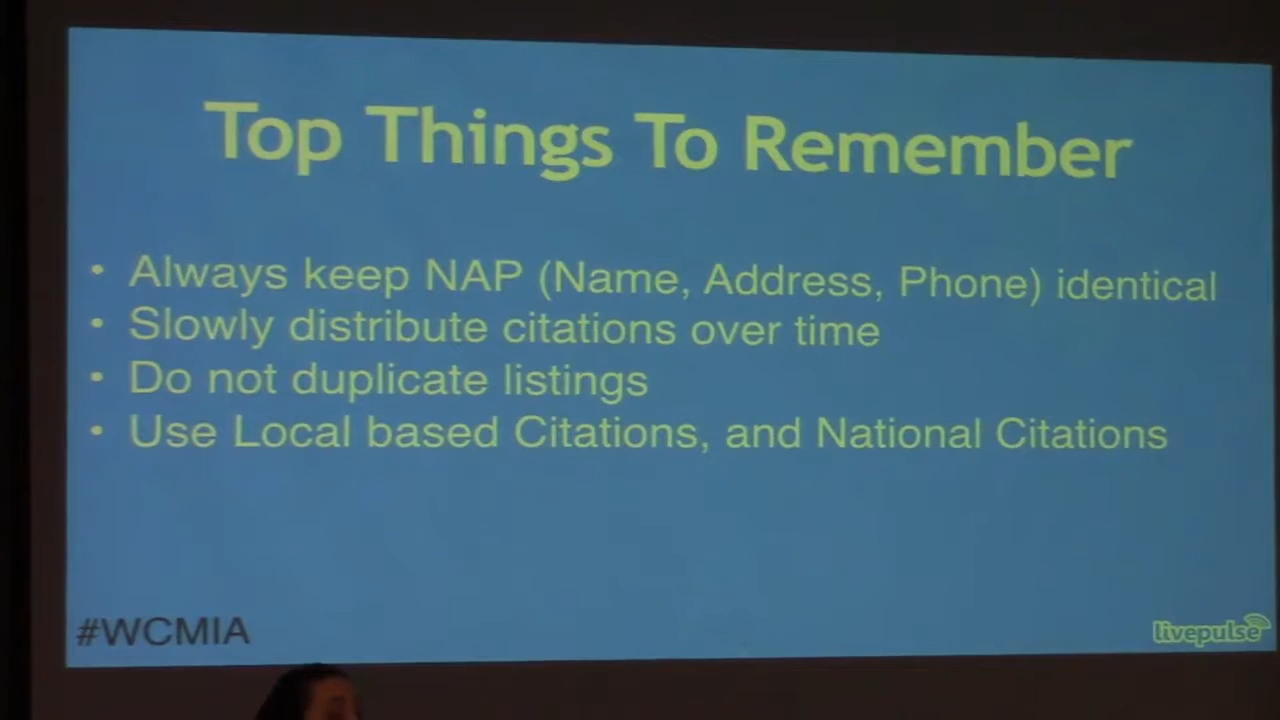 Top Things To Remember
• Always keep NAP (Name, Address, Phone) identical
• Slowly distribute citations over time
• Do not duplicate listings
• Use Local based Citations, and National Citations
#WCMIA
livepulse